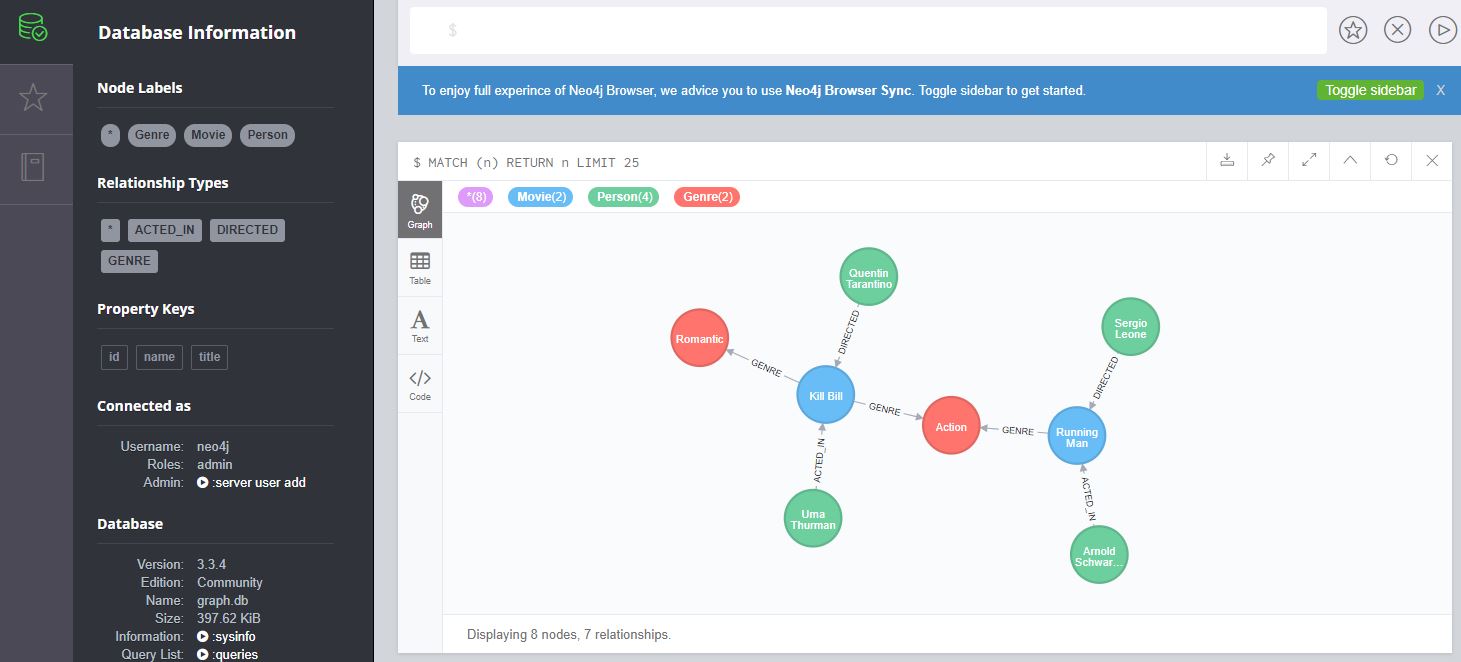 Database Information
Node Labels
* Genre Movie Person
Relationship Types
* ACTED_IN DIRECTED
GENRE
Property Keys
id name title
Connected as
Username: neo4j
Roles: admin
Admin: :server user add
Database
Version: 3.3.4
Edition: Community
Name: graph.db
Size: 397.62 KiB
Information: :sysinfo
Query List: :queries
$
To enjoy full experince of Neo4j Browser, we advice you to use Neo4j Browser Sync. Toggle sidebar to get started. Toggle sidebar X
$ MATCH (n) RETURN n LIMIT 25
*(8) Movie(2) Person(4) Genre(2)
Graph
Table
A
Text
</>
Code
Quentin
Tarantino
DIRECTED
Romantic
GENRE
Kill Bill
GENRE
Action
GENRE
Running
Man
DIRECTED
Sergio
Leone
ACTED_IN
Uma
Thurman
ACTED_IN
Arnold
Schwar...
Displaying 8 nodes, 7 relationships.